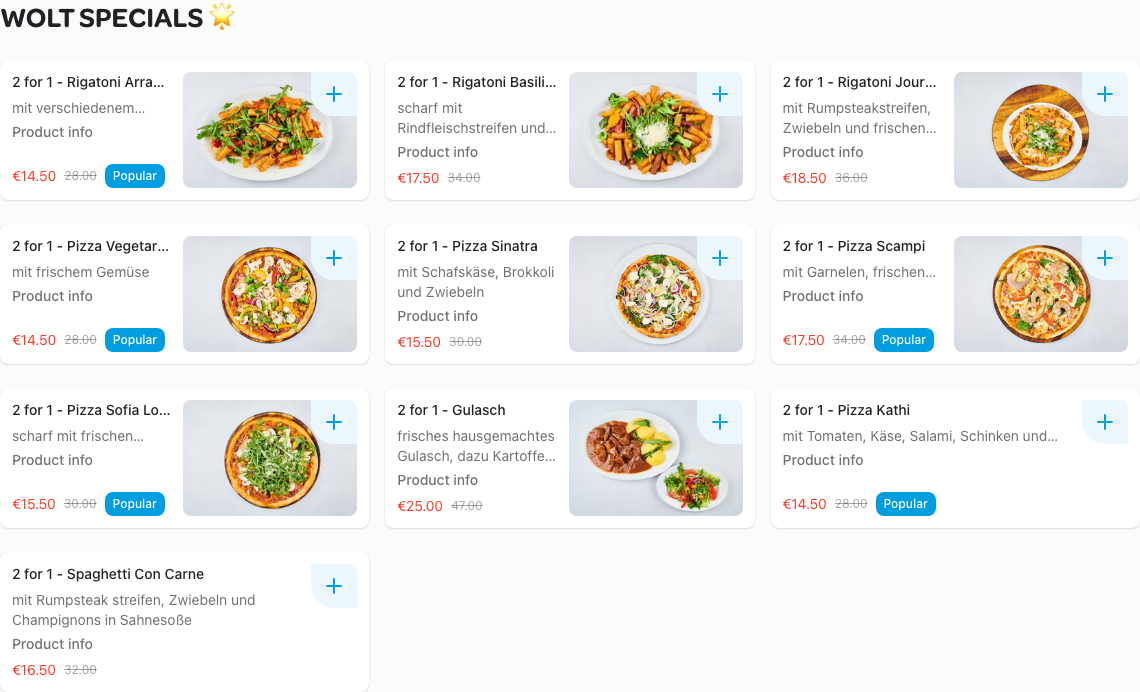 WOLT SPECIALS 🌟
2 for 1 - Rigatoni Arra...
mit verschiedenem...
Product info
€14.50 28.00 Popular
2 for 1 - Rigatoni Basili...
scharf mit
Rindfleischstreifen und...
Product info
€17.50 34.00
2 for 1 - Rigatoni Jour...
mit Rumpsteakstreifen,
Zwiebeln und frischen...
Product info
€18.50 36.00
2 for 1 - Pizza Vegetar...
mit frischem Gemüse
Product info
€14.50 28.00 Popular
2 for 1 - Pizza Sinatra
mit Schafskäse, Brokkoli
und Zwiebeln
Product info
€15.50 30.00
2 for 1 - Pizza Scampi
mit Garnelen, frischen...
Product info
€17.50 34.00 Popular
2 for 1 - Pizza Sofia Lo...
scharf mit frischen...
Product info
€15.50 30.00 Popular
2 for 1 - Gulasch
frisches hausgemachtes
Gulasch, dazu Kartoffe...
Product info
€25.00 47.00
2 for 1 - Pizza Kathi
mit Tomaten, Käse, Salami, Schinken und...
Product info
€14.50 28.00 Popular
2 for 1 - Spaghetti Con Carne
mit Rumpsteak streifen, Zwiebeln und
Champignons in Sahnesoße
Product info
€16.50 32.00